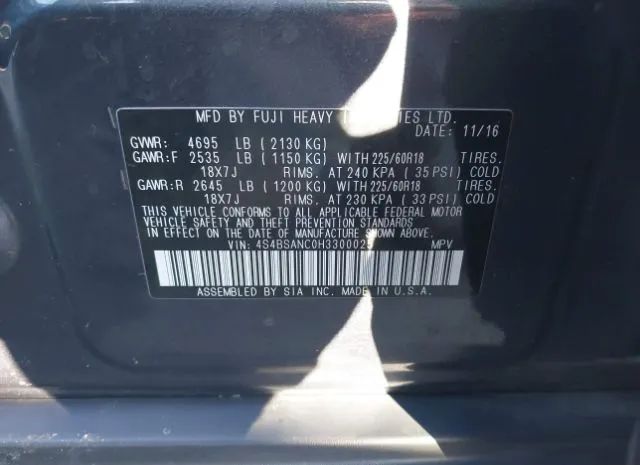 MFD BY FUJI HEAVY IES LTD.
DATE: 11/16
GVWR: 4695 LB (2130 KG)
GAWR:F 2535 LB (1150 KG) WITH 225/60R18 TIRES.
18X7J RIMS. AT 240 KPA (35 PSI) COLD
GAWR:R 2645 LB (1200 KG) WITH 225/60R18 TIRES.
18X7J RIMS. AT 230 KPA (33 PSI) COLD
THIS VEHICLE CONFORMS TO ALL APPLICABLE FEDERAL MOTOR
VEHICLE SAFETY AND THEFT PREVENTION STANDARDS
IN EFFECT ON THE DATE OF MANUFACTURE SHOWN ABOVE.
VIN: 4S4BSANC0H3300025 MPV
ASSEMBLED BY SIA INC. MADE IN U.S.A.